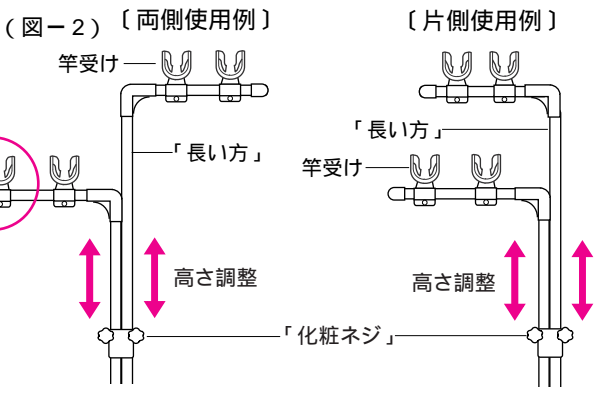 (図ー2)〔両側使用例〕
〔片側使用例〕
竿受け
「長い方」
「長い方」
竿受け
高さ調整
高さ調整
「化粧ネジ」